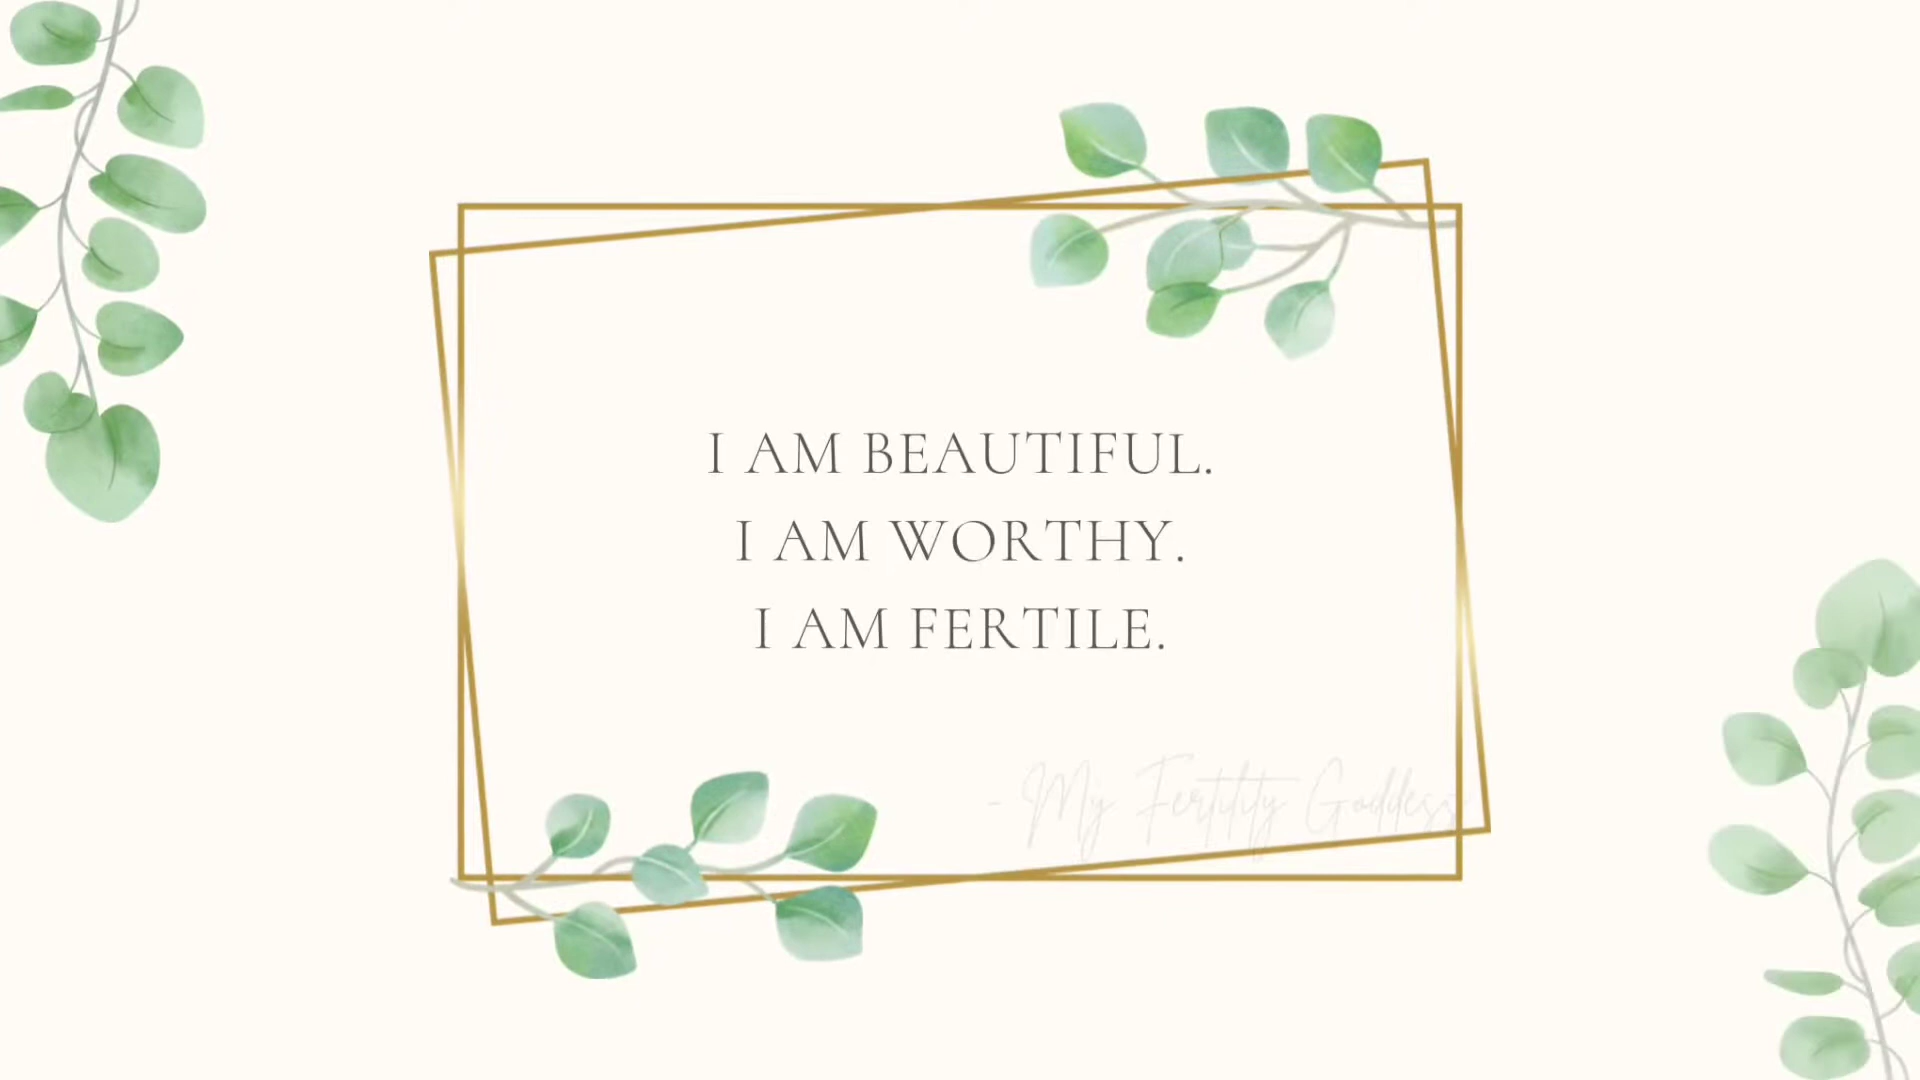 I AM BEAUTIFUL.
I AM WORTHY.
I AM FERTILE.
- My Fertility Goddess